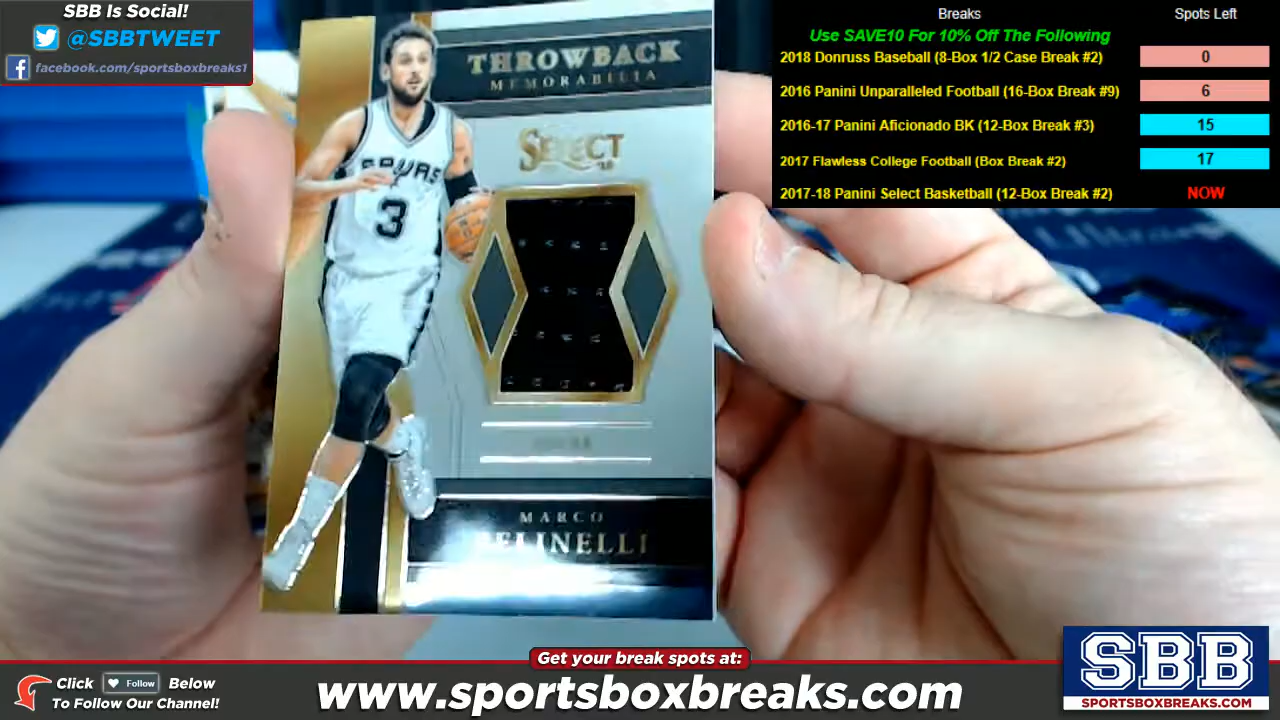 SBB Is Social!
@SBBTWEET
facebook.com/sportsboxbreaks1
Breaks
Spots Left
Use SAVE10 For 10% Off The Following
2018 Donruss Baseball (8-Box 1/2 Case Break #2)
0
2016 Panini Unparalleled Football (16-Box Break #9)
6
2016-17 Panini Aficionado BK (12-Box Break #3)
15
2017 Flawless College Football (Box Break #2)
17
2017-18 Panini Select Basketball (12-Box Break #2)
NOW
THROWBACK
MEMORABILIA
SELECT
SPURS
3
MARCO
BELINELLI
Get your break spots at:
Click Follow Below
To Follow Our Channel!
www.sportsboxbreaks.com
SBB
SPORTSBOXBREAKS.COM